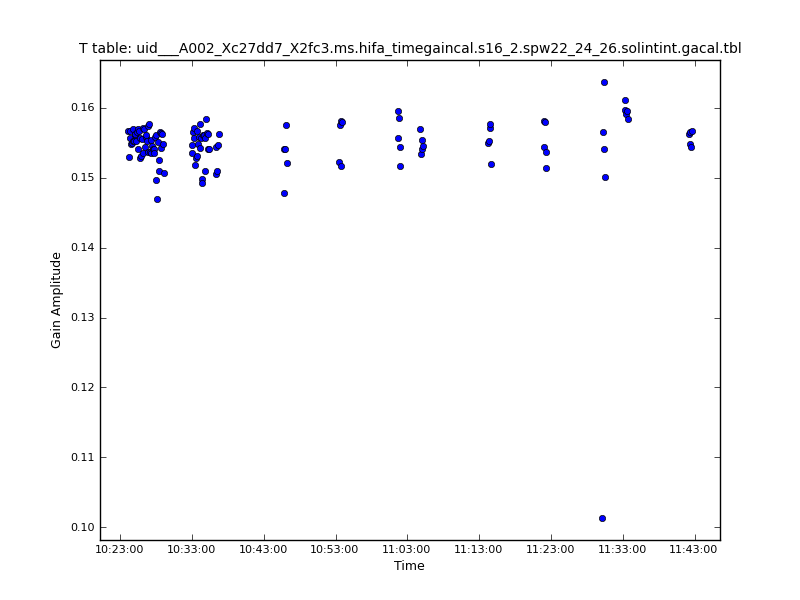 T table: uid___A002_Xc27dd7_X2fc3.ms.hifa_timegaincal.s16_2.spw22_24_26.solintint.gacal.tbl
Gain Amplitude
0.16
0.15
0.14
0.13
0.12
0.11
0.10
10:23:00 10:33:00 10:43:00 10:53:00 11:03:00 11:13:00 11:23:00 11:33:00 11:43:00
Time